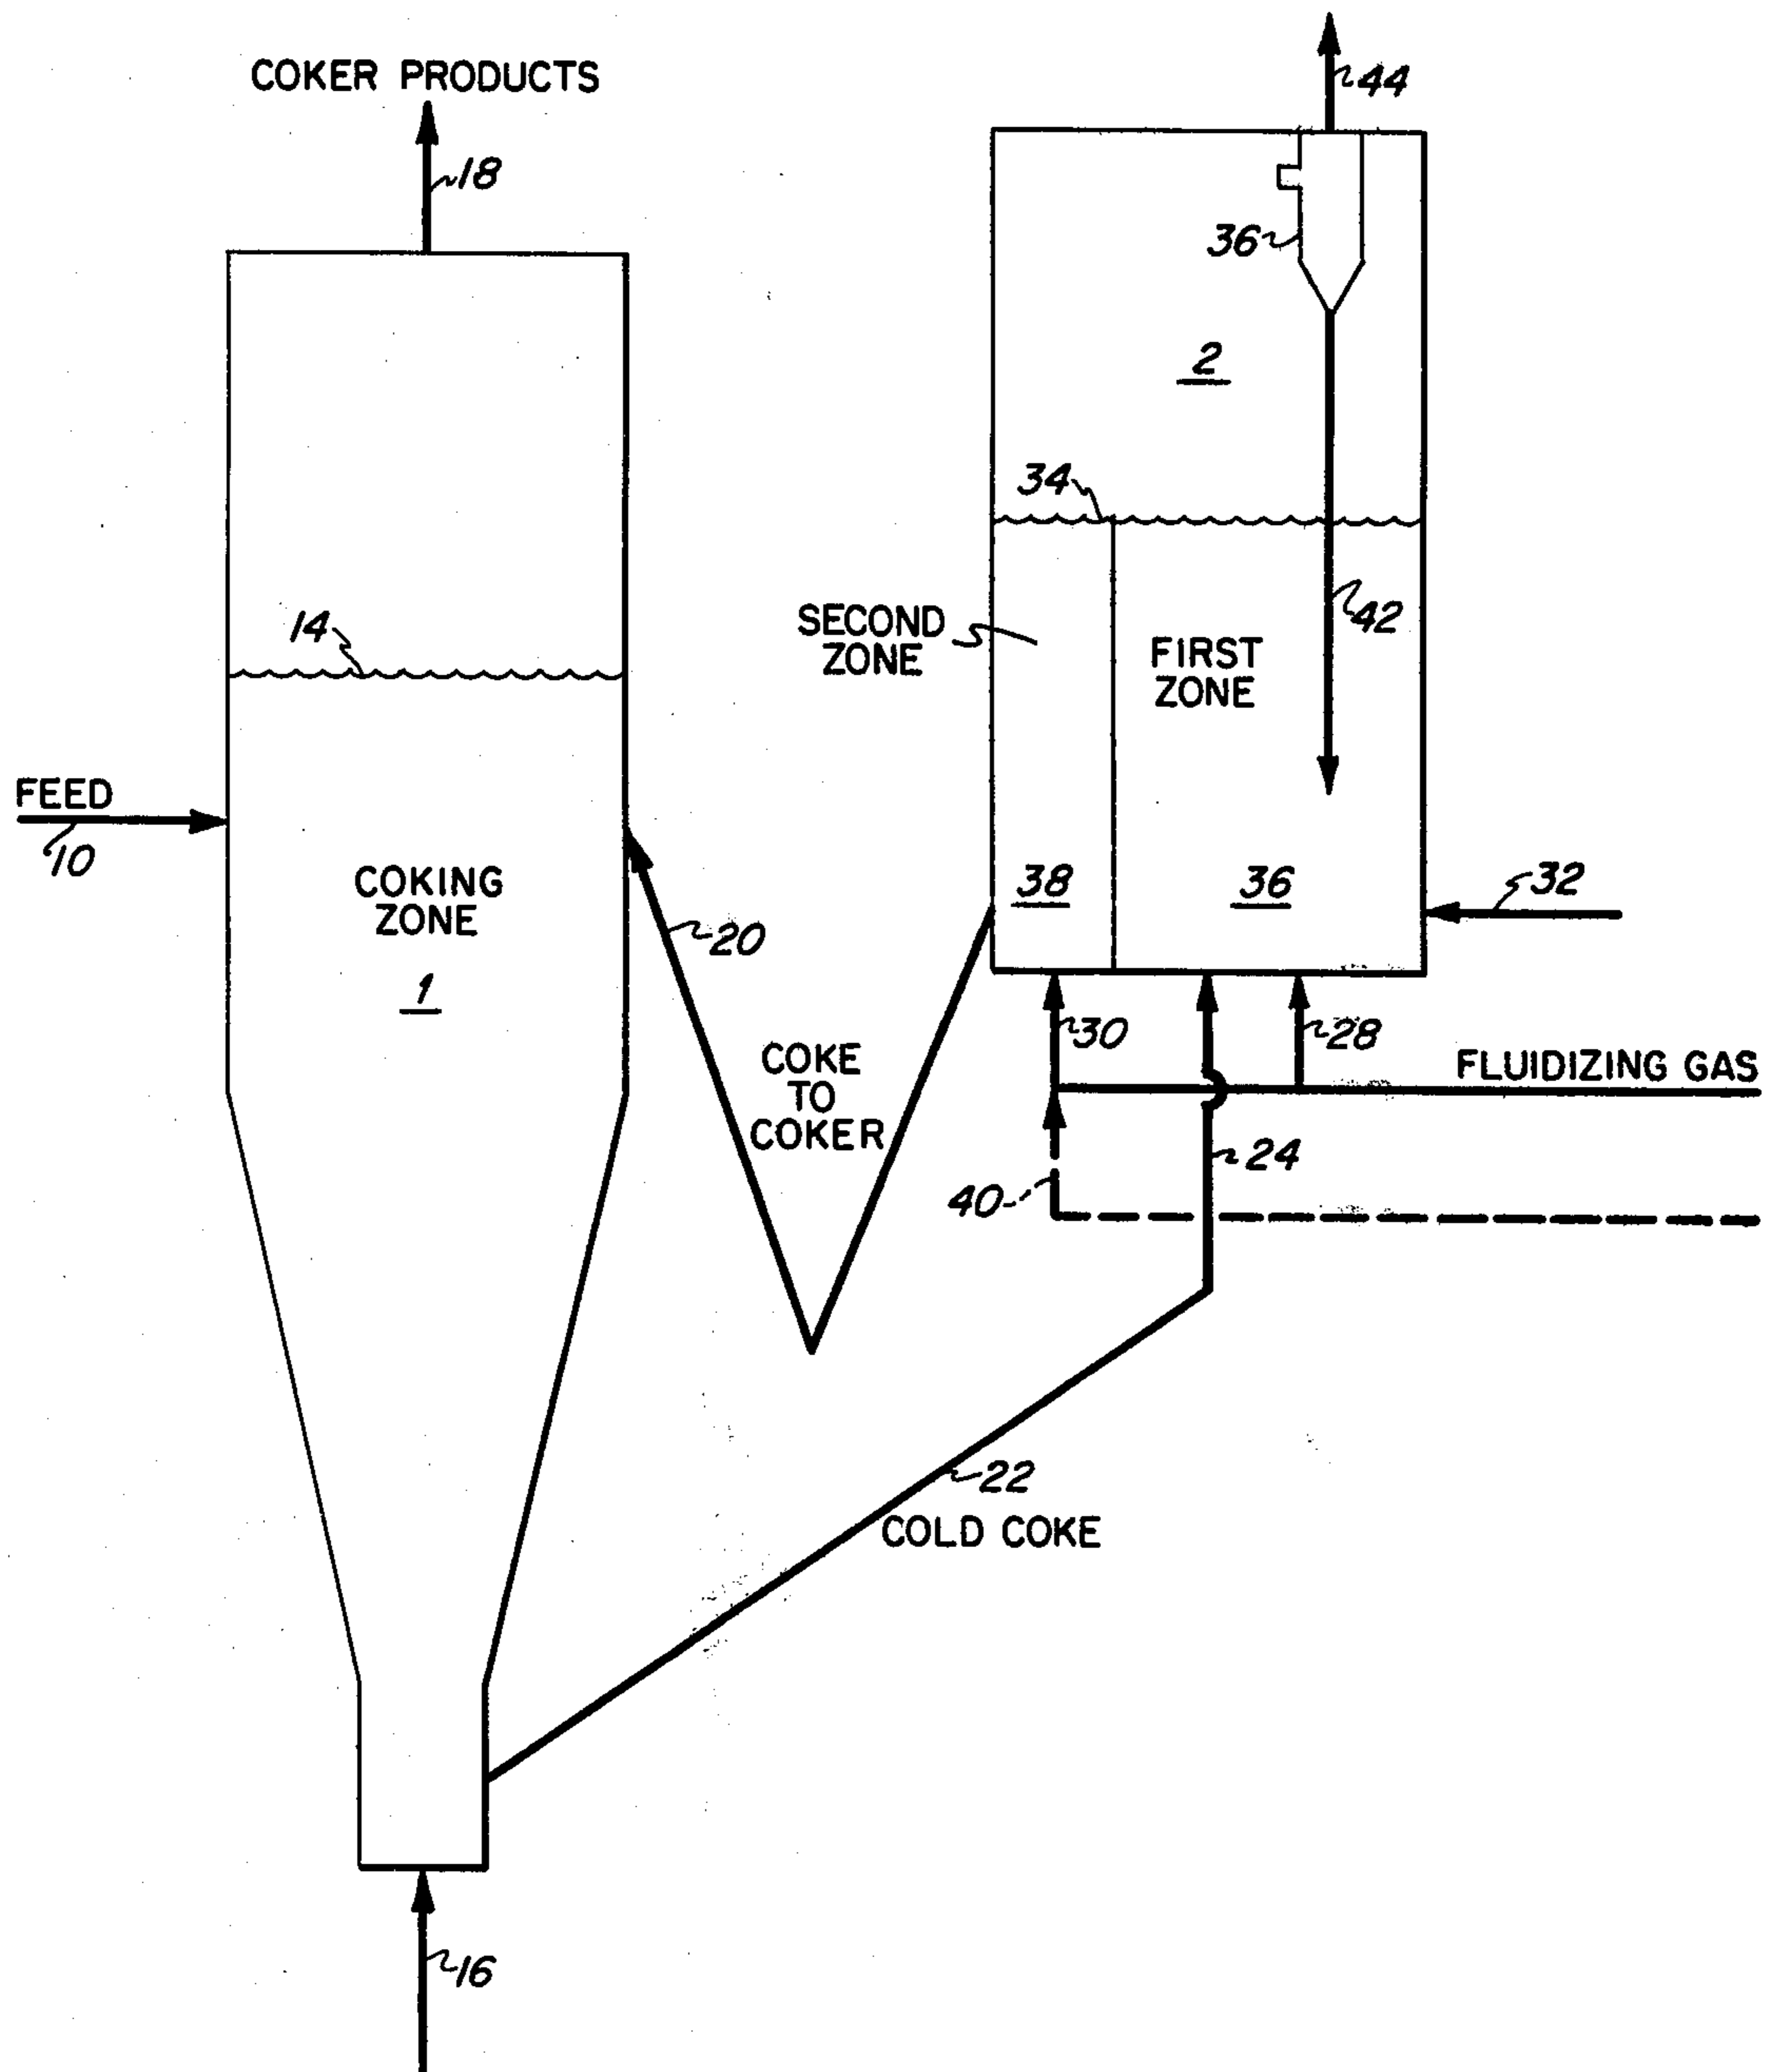 COKER PRODUCTS
44
18
36
2
34
14
SECOND
ZONE
42
FIRST
ZONE
FEED
10
COKING
ZONE
1
38
36
32
20
30
28
COKE
TO
COKER
FLUIDIZING GAS
24
40
22
COLD COKE
16